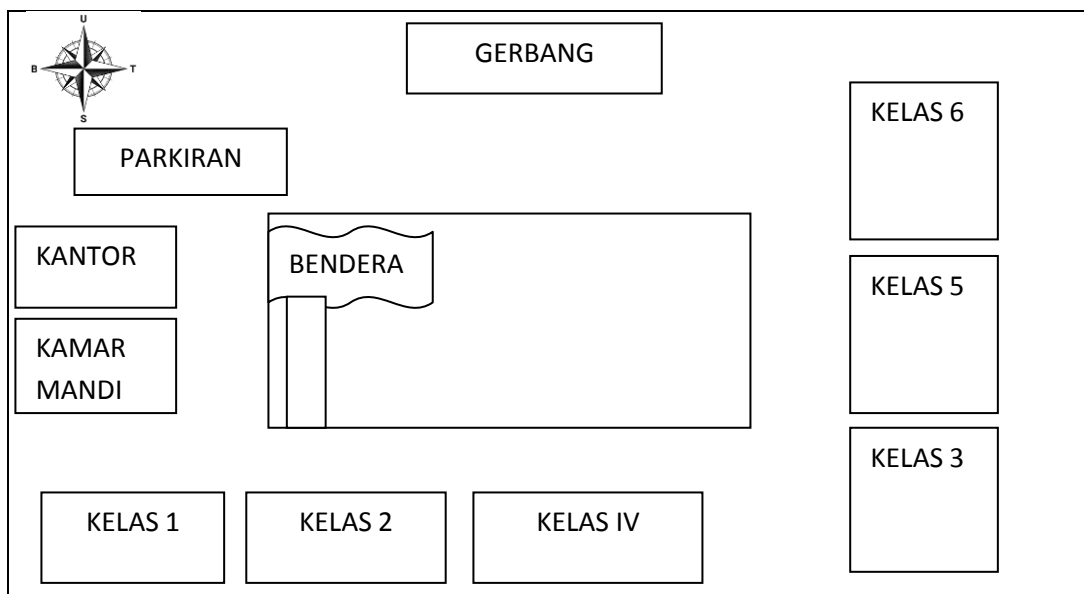 U
GERBANG
B
T
S
KELAS 6
PARKIRAN
KANTOR
BENDERA
KELAS 5
KAMAR
MANDI
KELAS 3
KELAS 1
KELAS 2
KELAS IV